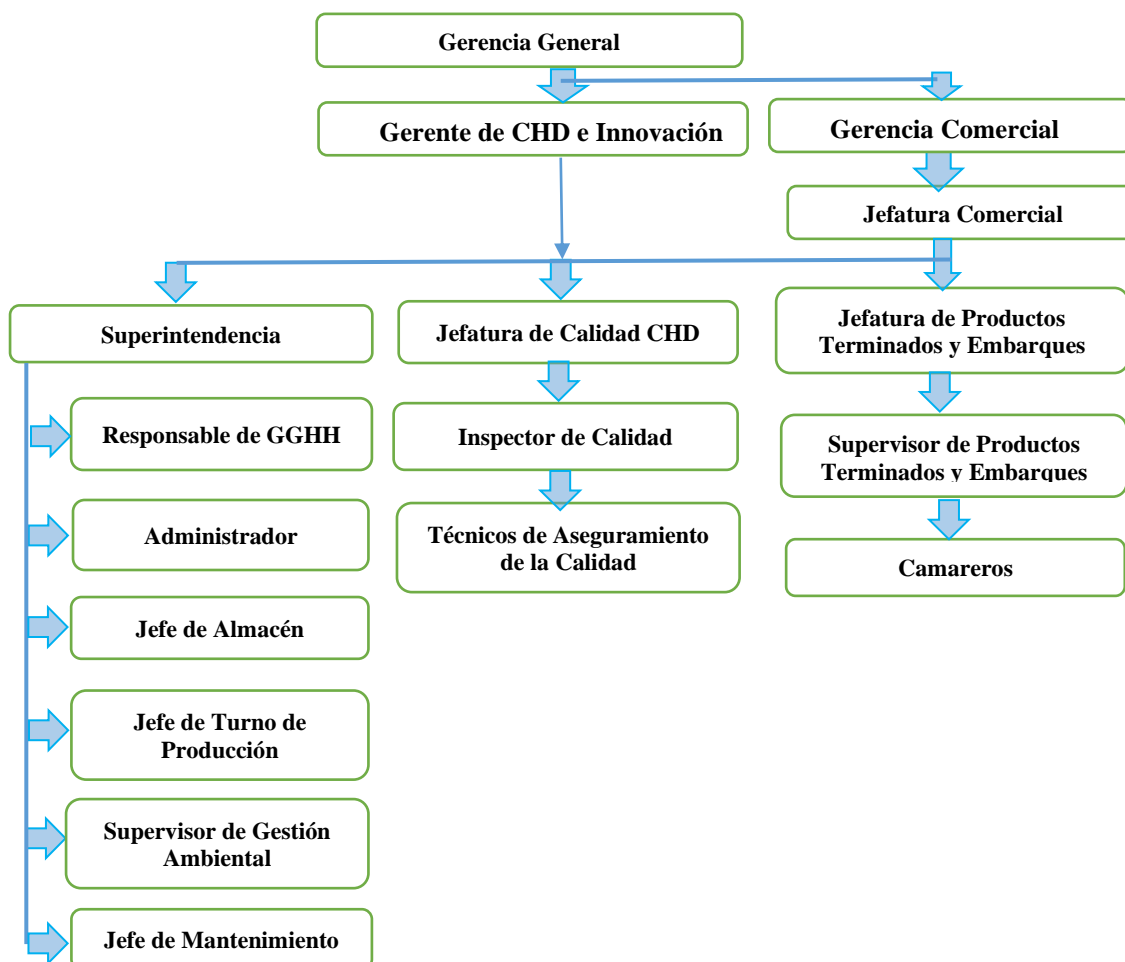 Gerencia General
Gerente de CHD e Innovación
Gerencia Comercial
Jefatura Comercial
Superintendencia
Jefatura de Calidad CHD
Jefatura de Productos
Terminados y Embarques
Responsable de GGHH
Inspector de Calidad
Supervisor de Productos
Terminados y Embarques
Administrador
Técnicos de Aseguramiento
de la Calidad
Camareros
Jefe de Almacén
Jefe de Turno de
Producción
Supervisor de Gestión
Ambiental
Jefe de Mantenimiento